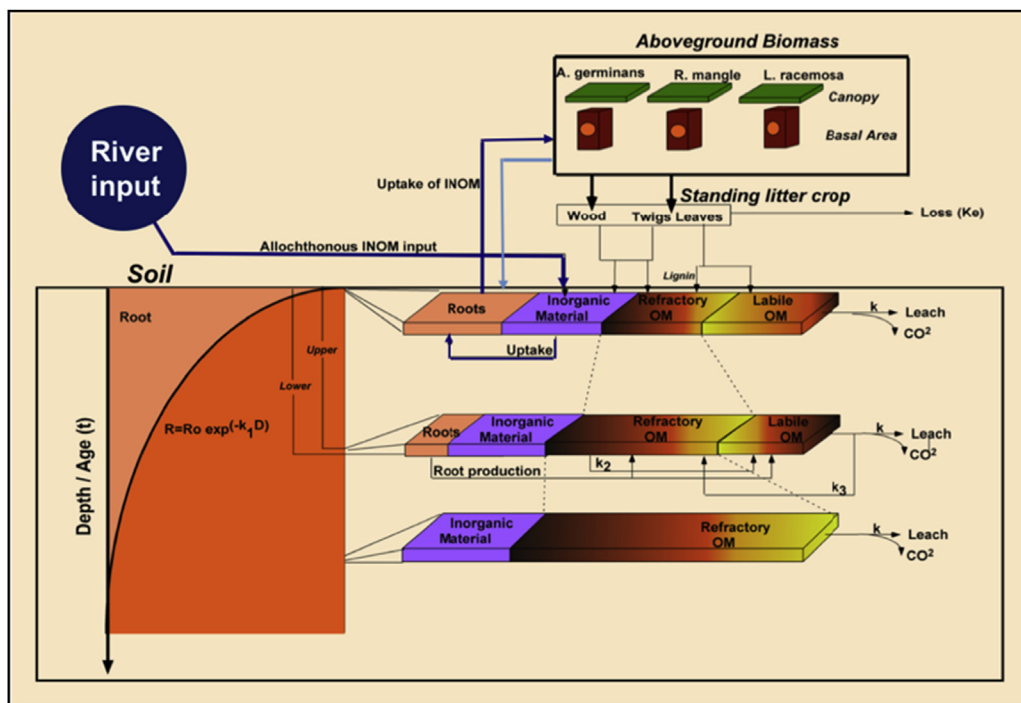 Aboveground Biomass
A. germinans
R. mangle
L. racemosa
Canopy
Basal Area
River
input
Uptake of INOM
Standing litter crop
Wood
Twigs Leaves
Loss (Ke)
Allochthonous INOM input
Lignin
Soil
Root
Roots
Inorganic
Material
Refractory
OM
Labile
OM
k
Leach
CO²
Uptake
Upper
Lower
R=Ro exp(-k₁D)
Depth / Age (t)
Roots
Inorganic
Material
Refractory
OM
Labile
OM
k
Leach
CO²
Root production
k₂
k₃
Inorganic
Material
Refractory
OM
k
Leach
CO²